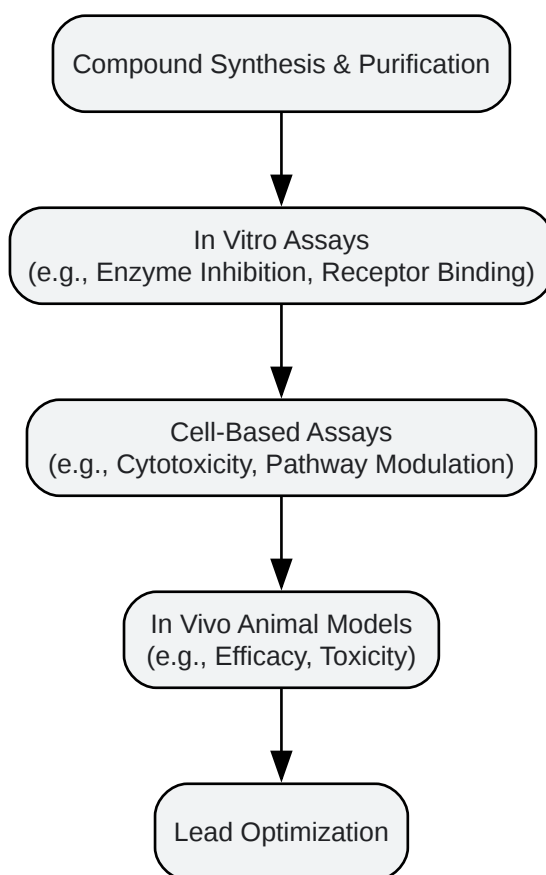 Compound Synthesis & Purification
In Vitro Assays
(e.g., Enzyme Inhibition, Receptor Binding)
Cell-Based Assays
(e.g., Cytotoxicity, Pathway Modulation)
In Vivo Animal Models
(e.g., Efficacy, Toxicity)
Lead Optimization